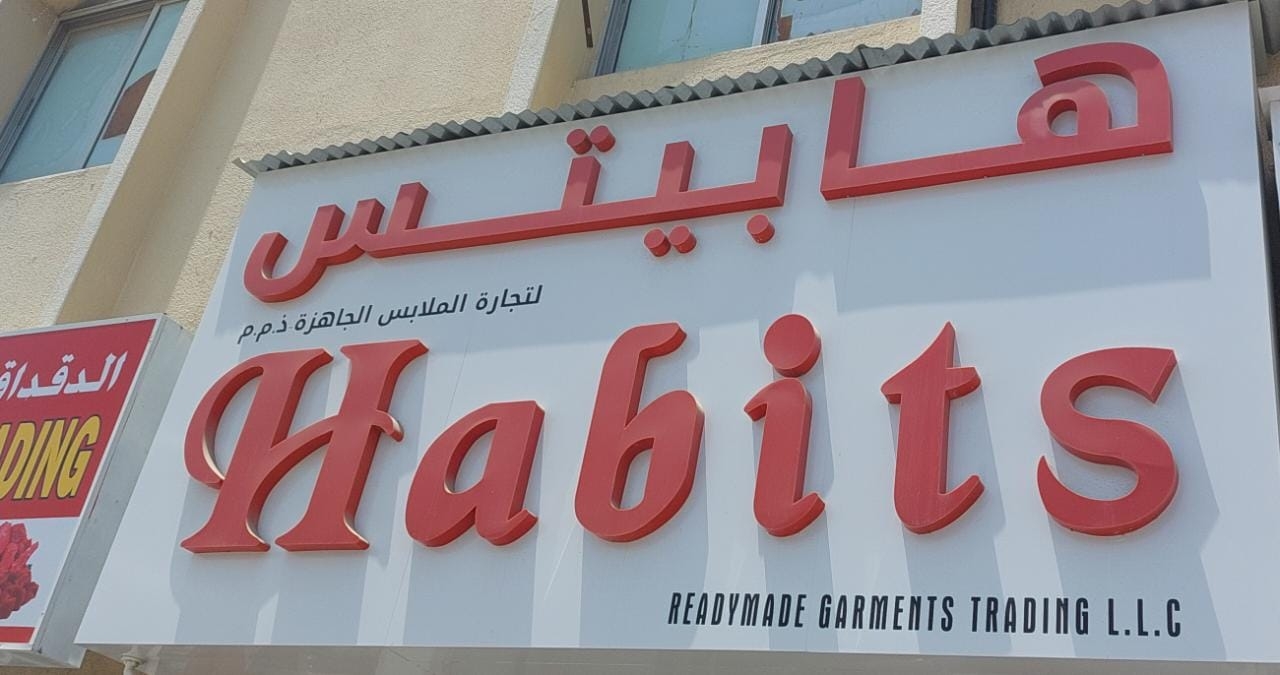 هابيتس
لتجارة الملابس الجاهزة ذ.م.م
Habits
READYMADE GARMENTS TRADING L.L.C